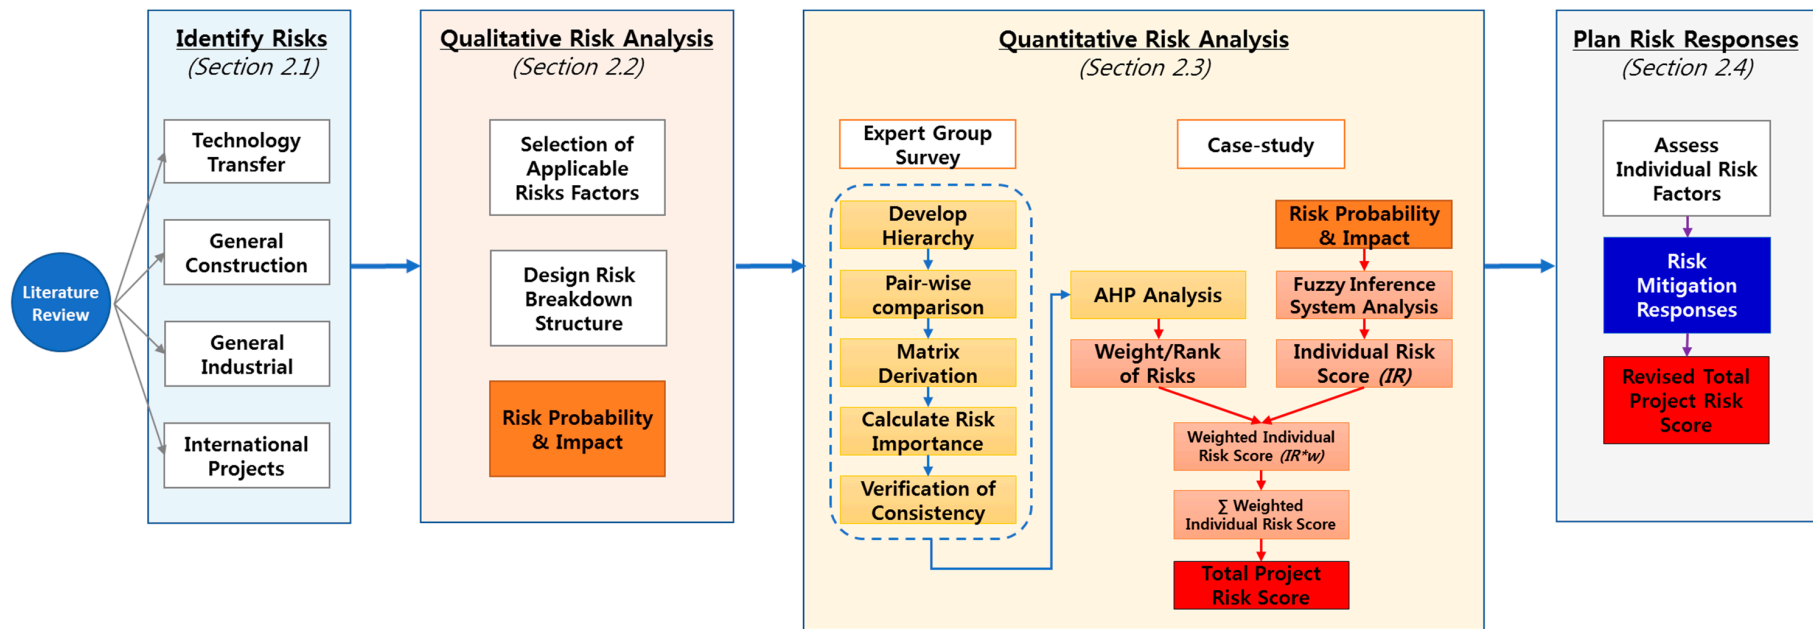 Literature
Review
Identify Risks
(Section 2.1)
Technology
Transfer
General
Construction
General
Industrial
International
Projects
Qualitative Risk Analysis
(Section 2.2)
Selection of
Applicable
Risks Factors
Design Risk
Breakdown
Structure
Risk Probability
& Impact
Quantitative Risk Analysis
(Section 2.3)
Expert Group
Survey
Develop
Hierarchy
Pair-wise
comparison
Matrix
Derivation
Calculate Risk
Importance
Verification of
Consistency
AHP Analysis
Weight/Rank
of Risks
Case-study
Risk Probability
& Impact
Fuzzy Inference
System Analysis
Individual Risk
Score (IR)
Weighted Individual
Risk Score (IR*w)
∑ Weighted
Individual Risk Score
Total Project
Risk Score
Plan Risk Responses
(Section 2.4)
Assess
Individual Risk
Factors
Risk
Mitigation
Responses
Revised Total
Project Risk
Score